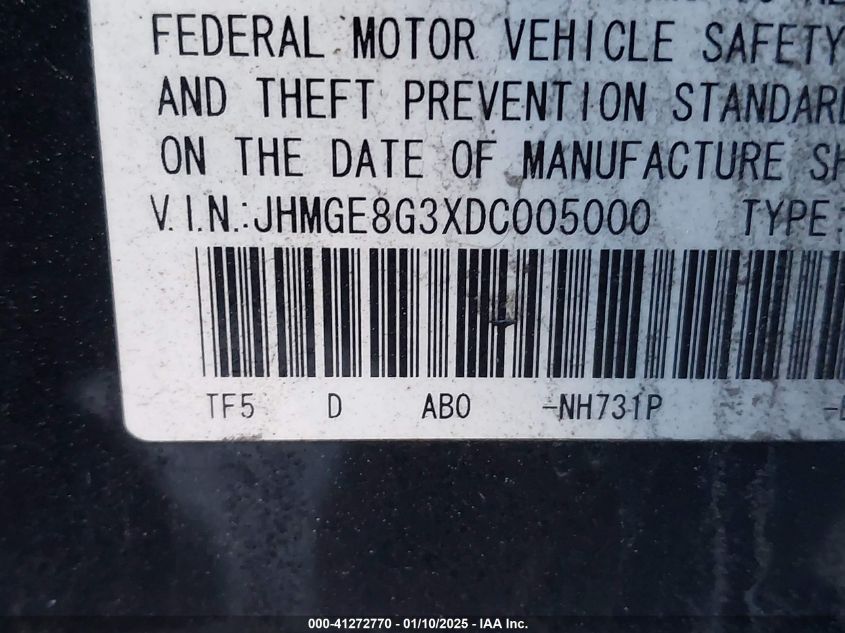 FEDERAL MOTOR VEHICLE SAFETY
AND THEFT PREVENTION STANDARD
ON THE DATE OF MANUFACTURE SH
V.I.N.:JHMGE8G3XDC005000 TYPE:
TF5 D AB0 -NH731P
000-41272770 - 01/10/2025 - IAA Inc.